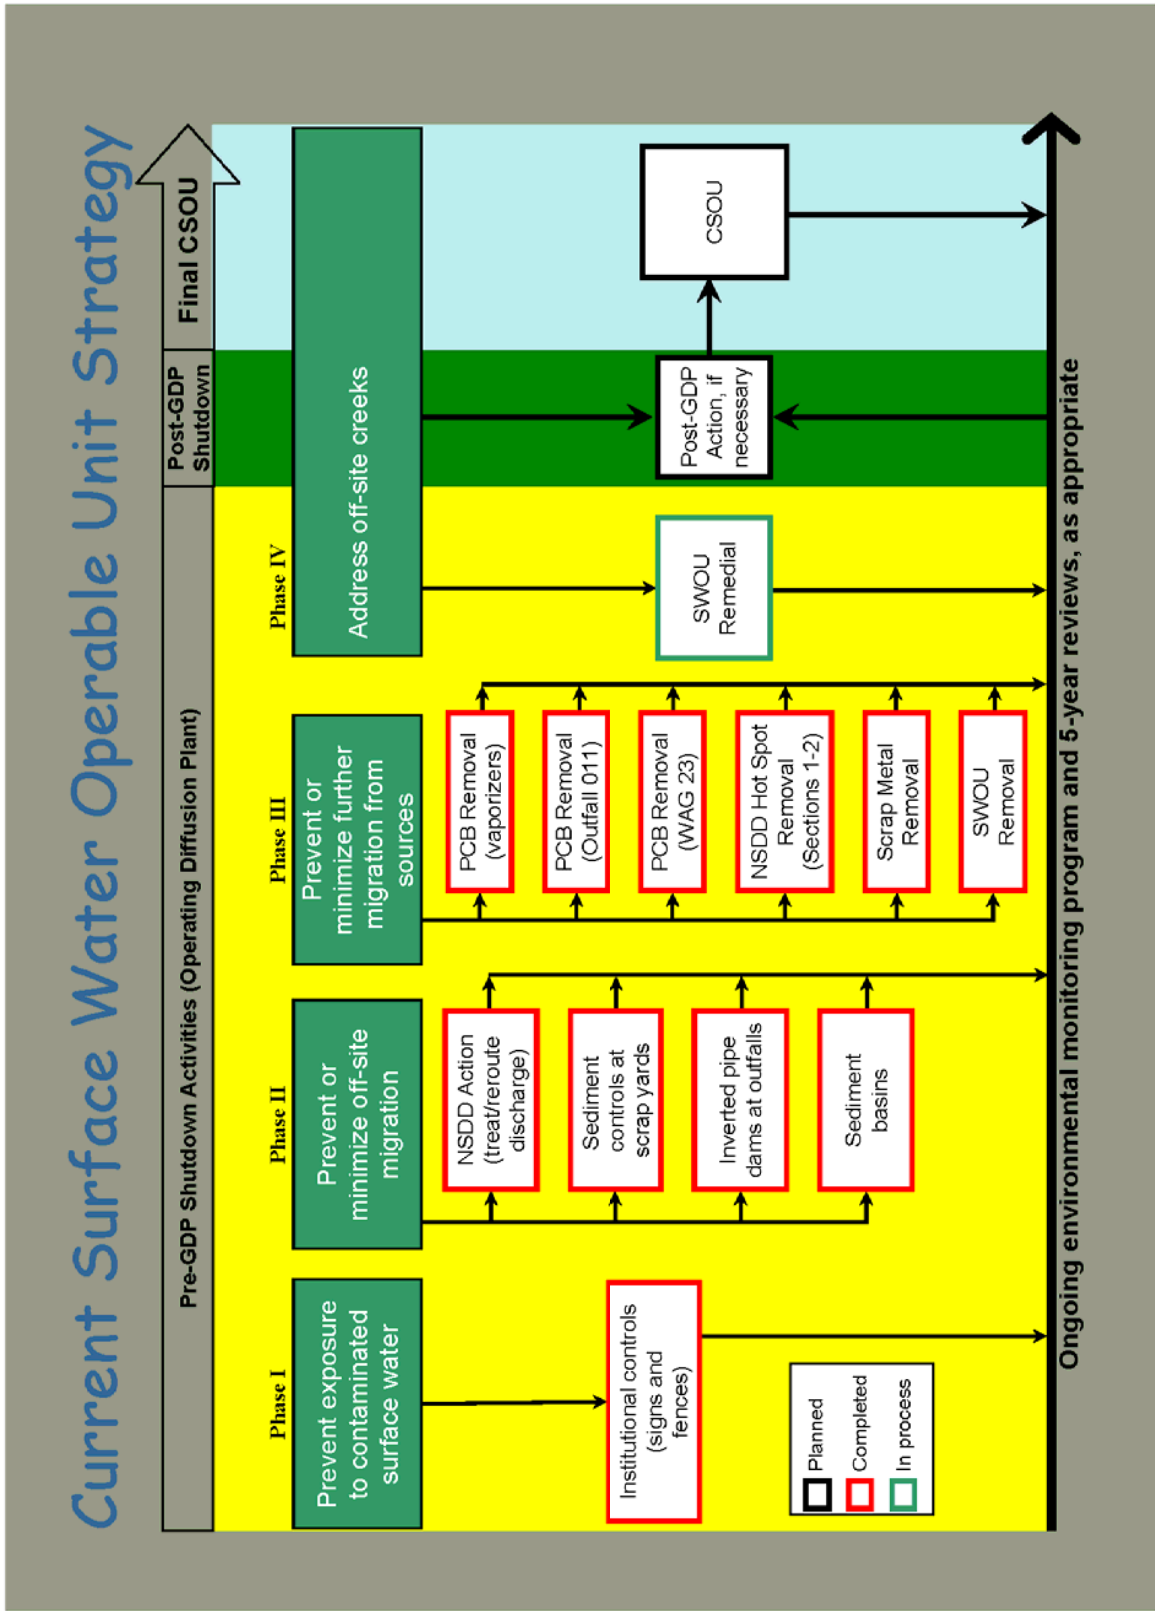 Current Surface Water Operable Unit Strategy
Pre-GDP Shutdown Activities (Operating Diffusion Plant)
Post-GDP
Shutdown
Final CSOU
Phase I
Prevent exposure
to contaminated
surface water
Institutional controls
(signs and
fences)
Phase II
Prevent or
minimize off-site
migration
NSDD Action
(treat/reroute
discharge)
Sediment
controls at
scrap yards
Inverted pipe
dams at outfalls
Sediment
basins
Phase III
Prevent or
minimize further
migration from
sources
PCB Removal
(vaporizers)
PCB Removal
(Outfall 011)
PCB Removal
(WAG 23)
NSDD Hot Spot
Removal
(Sections 1-2)
Scrap Metal
Removal
SWOU
Removal
Phase IV
Address off-site creeks
SWOU
Remedial
Post-GDP
Action, if
necessary
CSOU
Planned
Completed
In process
Ongoing environmental monitoring program and 5-year reviews, as appropriate